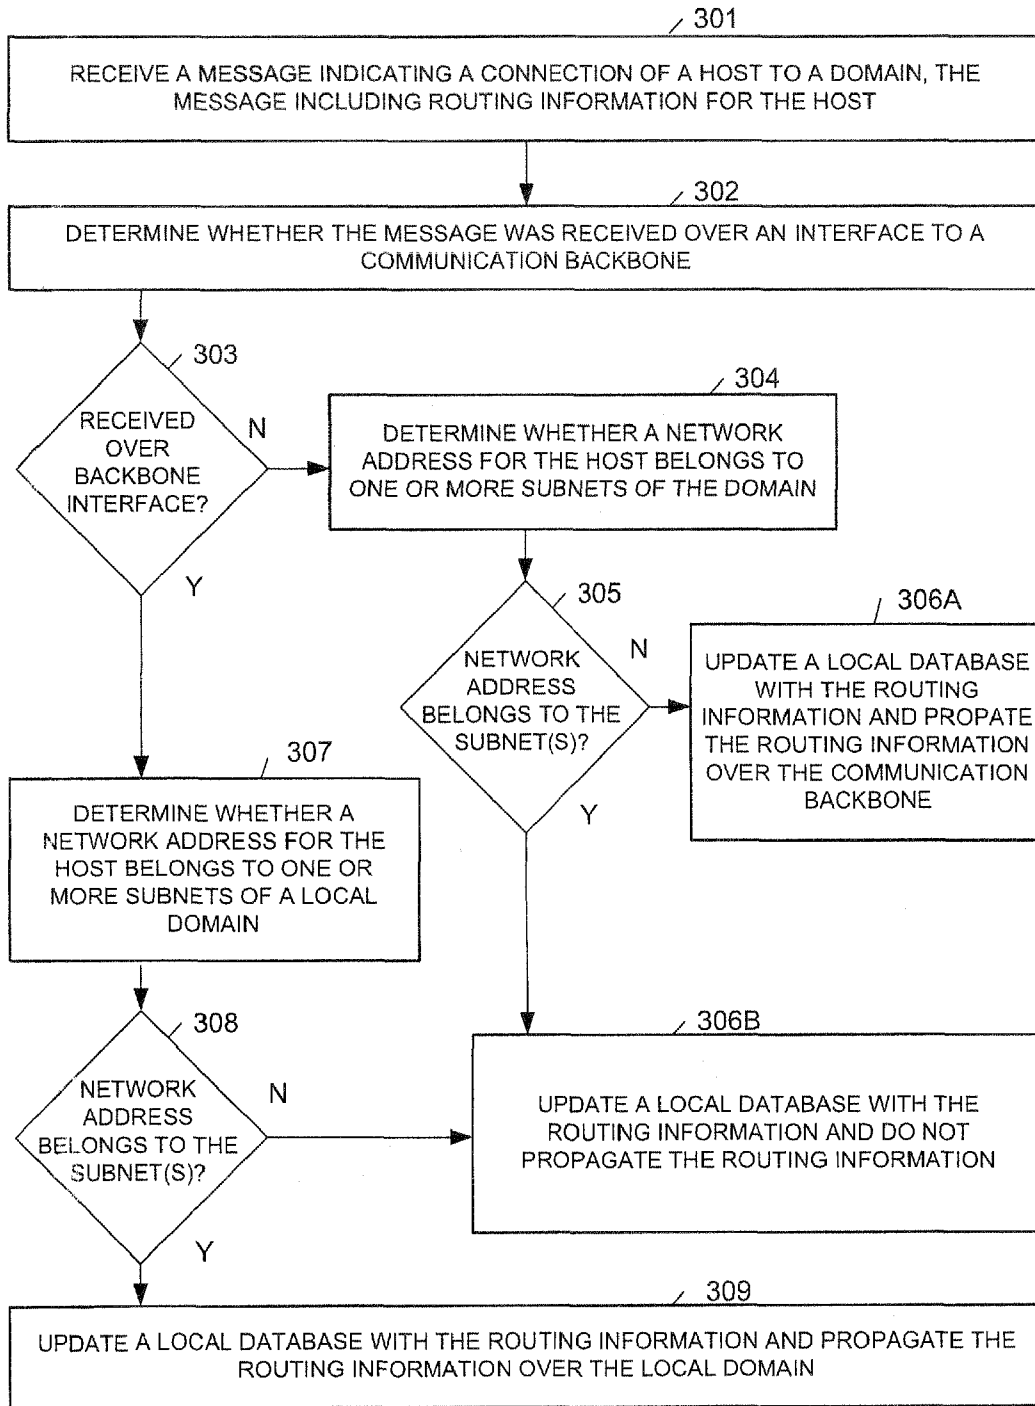 301
RECEIVE A MESSAGE INDICATING A CONNECTION OF A HOST TO A DOMAIN, THE
MESSAGE INCLUDING ROUTING INFORMATION FOR THE HOST
302
DETERMINE WHETHER THE MESSAGE WAS RECEIVED OVER AN INTERFACE TO A
COMMUNICATION BACKBONE
303
RECEIVED
OVER
BACKBONE
INTERFACE?
N
Y
304
DETERMINE WHETHER A NETWORK
ADDRESS FOR THE HOST BELONGS TO
ONE OR MORE SUBNETS OF THE DOMAIN
305
NETWORK
ADDRESS
BELONGS TO THE
SUBNET(S)?
N
Y
306A
UPDATE A LOCAL DATABASE
WITH THE ROUTING
INFORMATION AND PROPATE
THE ROUTING INFORMATION
OVER THE COMMUNICATION
BACKBONE
307
DETERMINE WHETHER A
NETWORK ADDRESS FOR THE
HOST BELONGS TO ONE OR
MORE SUBNETS OF A LOCAL
DOMAIN
308
NETWORK
ADDRESS
BELONGS TO THE
SUBNET(S)?
N
Y
306B
UPDATE A LOCAL DATABASE WITH THE
ROUTING INFORMATION AND DO NOT
PROPAGATE THE ROUTING INFORMATION
309
UPDATE A LOCAL DATABASE WITH THE ROUTING INFORMATION AND PROPAGATE THE
ROUTING INFORMATION OVER THE LOCAL DOMAIN